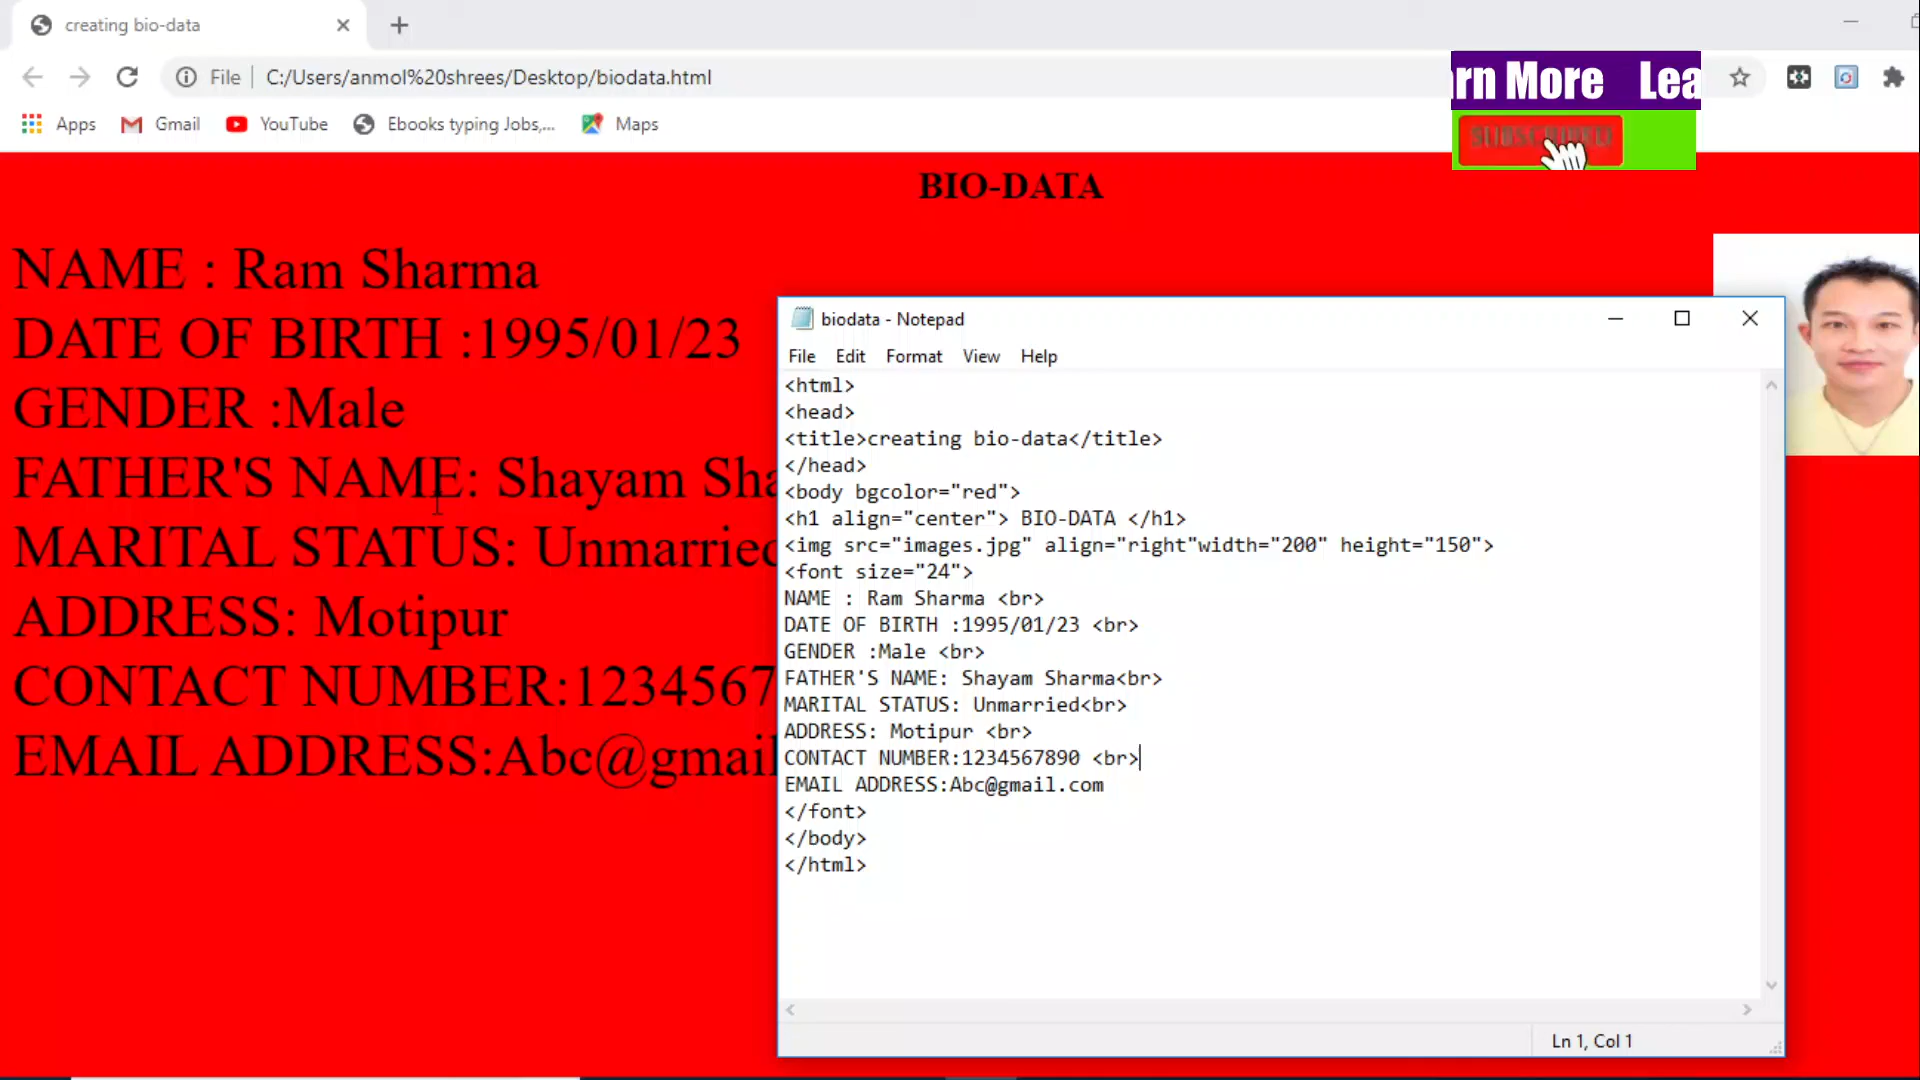 creating bio-data
File C:/Users/anmol%20shrees/Desktop/biodata.html
rn More Lea
Apps Gmail YouTube Ebooks typing Jobs,... Maps
BIO-DATA
NAME : Ram Sharma
DATE OF BIRTH :1995/01/23
GENDER :Male
FATHER'S NAME: Shayam Sha
MARITAL STATUS: Unmarried
ADDRESS: Motipur
CONTACT NUMBER:1234567
EMAIL ADDRESS:Abc@gmail
biodata - Notepad
File Edit Format View Help
<html>
<head>
<title>creating bio-data</title>
</head>
<body bgcolor="red">
<h1 align="center"> BIO-DATA </h1>
<img src="images.jpg" align="right"width="200" height="150">
<font size="24">
NAME : Ram Sharma <br>
DATE OF BIRTH :1995/01/23 <br>
GENDER :Male <br>
FATHER'S NAME: Shayam Sharma<br>
MARITAL STATUS: Unmarried<br>
ADDRESS: Motipur <br>
CONTACT NUMBER:1234567890 <br>
EMAIL ADDRESS:Abc@gmail.com
</font>
</body>
</html>
Ln 1, Col 1